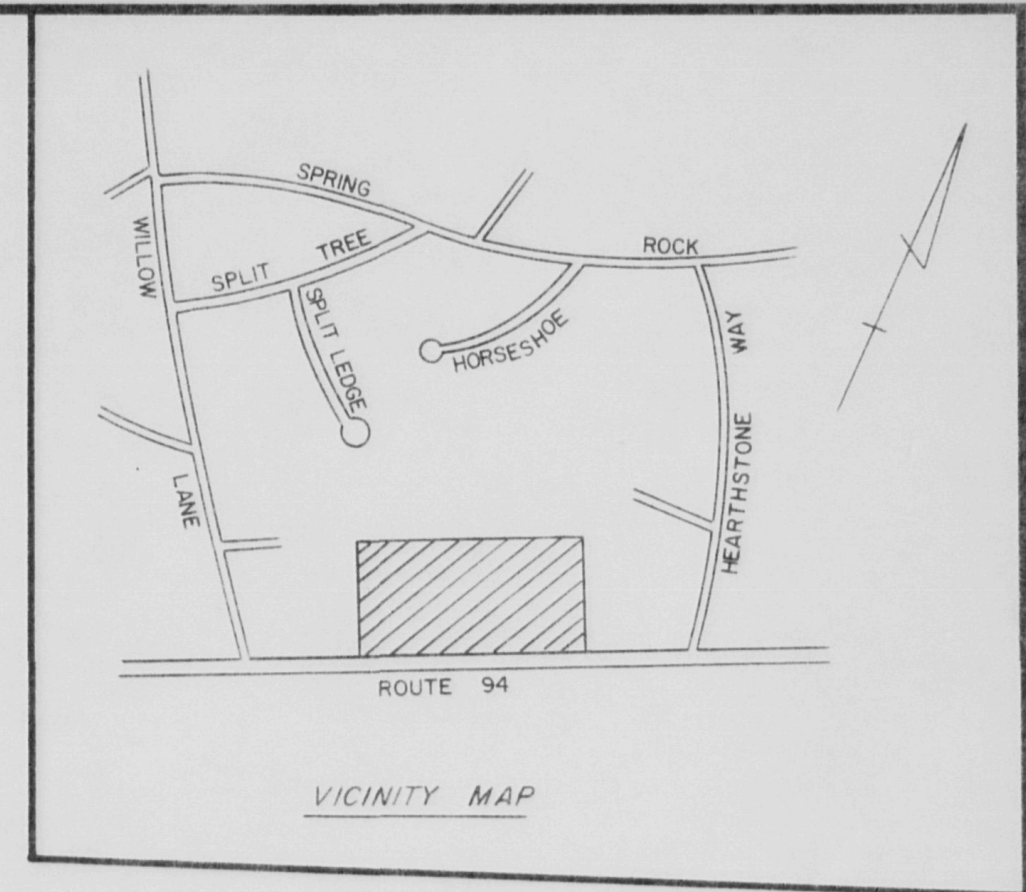 SPRING
ROCK
SPLIT TREE
WILLOW
LANE
SPLIT LEDGE
HORSESHOE
HEARTHSTONE WAY
ROUTE 94
VICINITY MAP